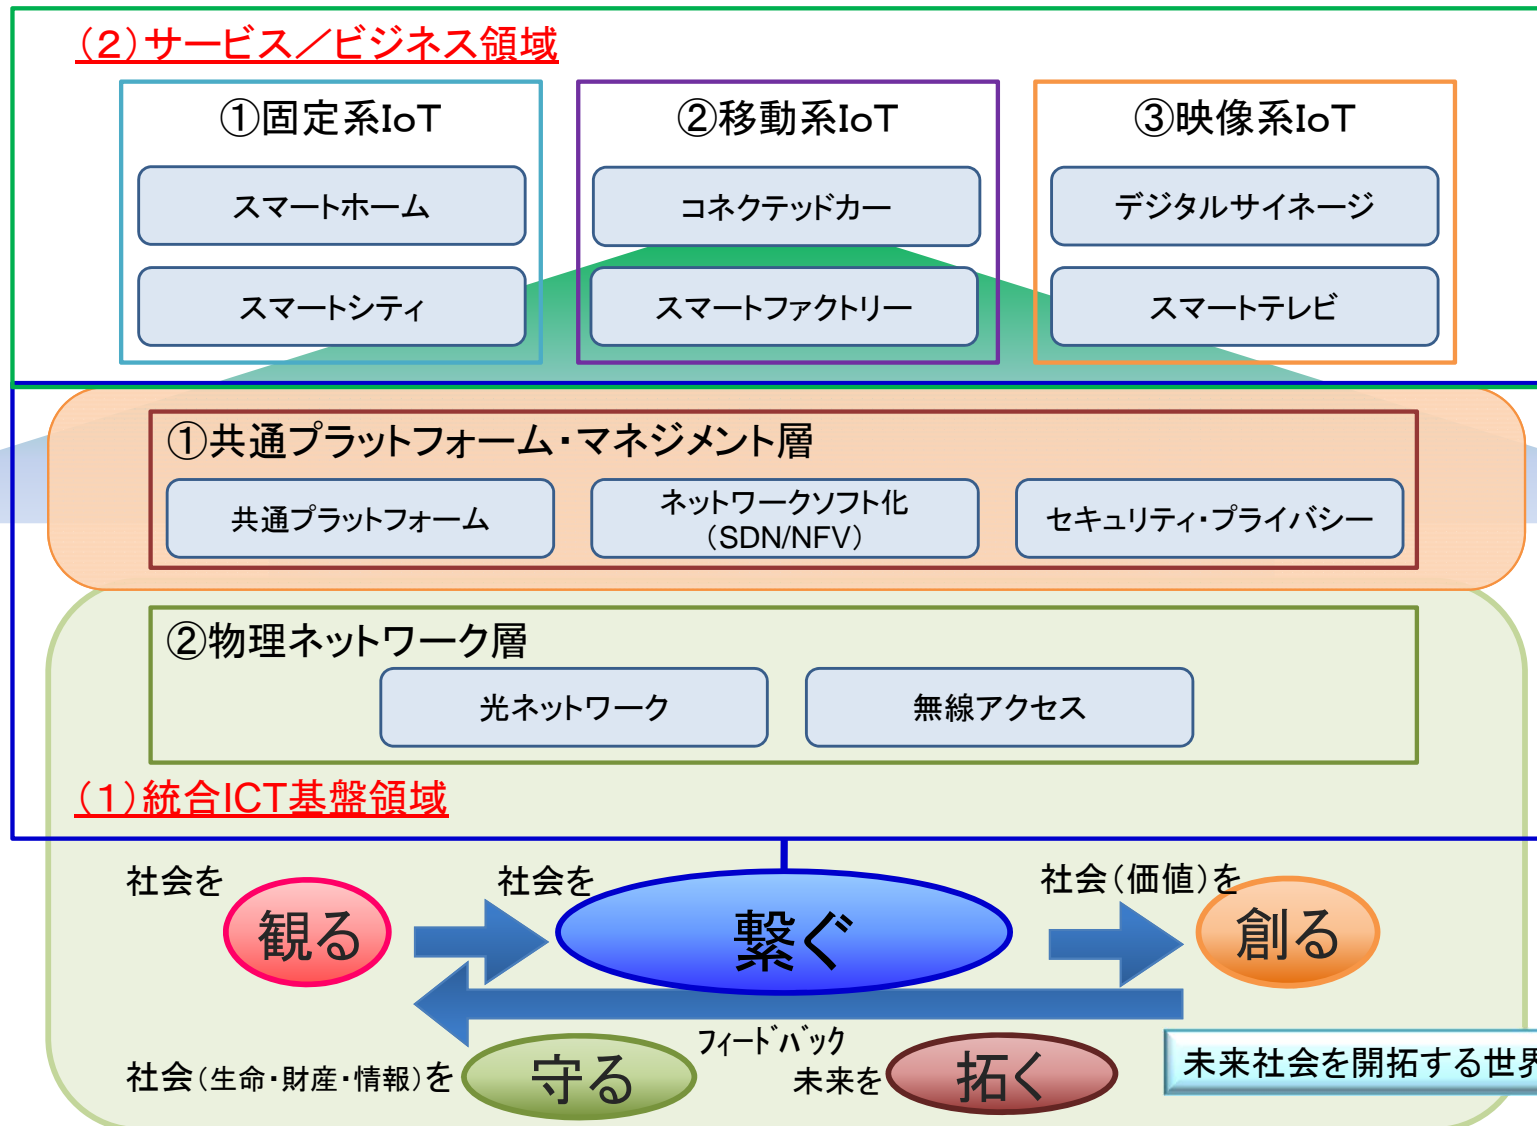 （２）サービス／ビジネス領域
①固定系IoT
②移動系IoT
③映像系IoT
スマートホーム
コネクテッドカー
デジタルサイネージ
スマートシティ
スマートファクトリー
スマートテレビ
①共通プラットフォーム・マネジメント層
共通プラットフォーム
ネットワークソフト化
（SDN/NFV）
セキュリティ・プライバシー
②物理ネットワーク層
光ネットワーク
無線アクセス
（１）統合ICT基盤領域
社会を
観る
社会を
繋ぐ
社会（価値）を
創る
フィードバック
社会（生命・財産・情報）を
守る
未来を
拓く
未来社会を開拓する世界